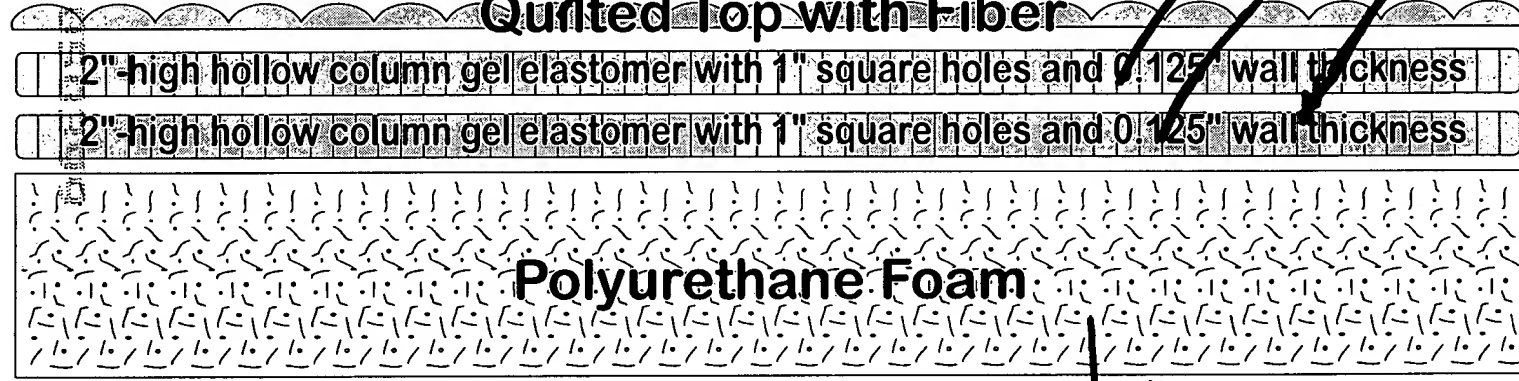 Quilted Top with Fiber
2"-high hollow column gel elastomer with 1" square holes and 0.125" wall thickness
2"-high hollow column gel elastomer with 1" square holes and 0.125" wall thickness
Polyurethane Foam